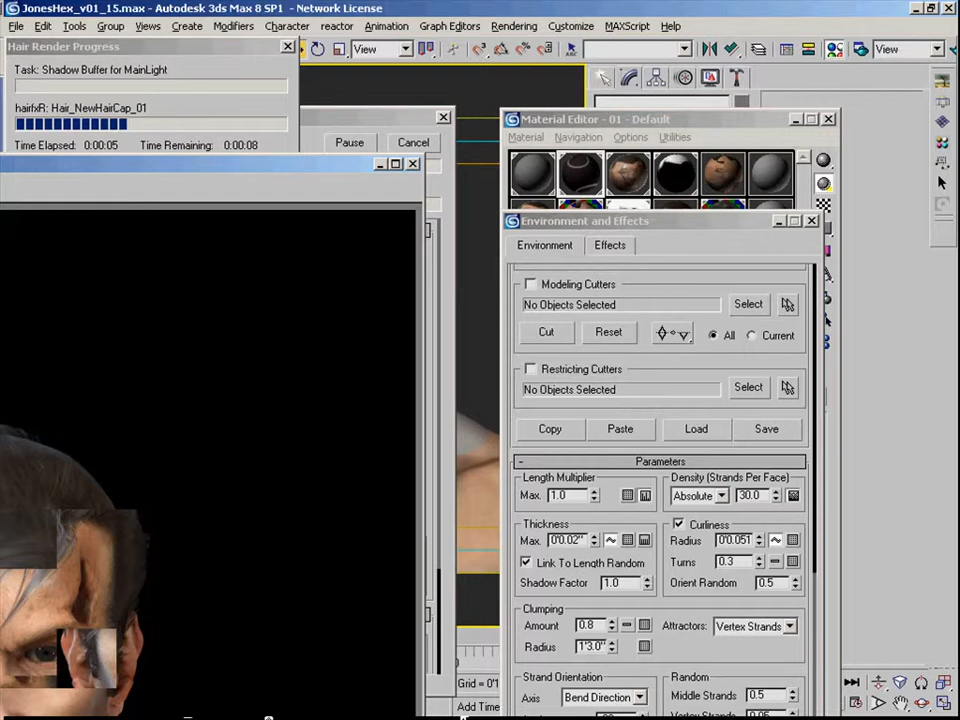 JonesHex_v01_15.max - Autodesk 3ds Max 8 SP1 - Network License
File Edit Tools Group Views Create Modifiers Character reactor Animation Graph Editors Rendering Customize MAXScript Help
Hair Render Progress
View
View
Task: Shadow Buffer for MainLight
hairfxR: Hair_NewHairCap_01
Time Elapsed: 0:00:05 Time Remaining: 0:00:08
Pause Cancel
Material Editor - 01 - Default
Material Navigation Options Utilities
Environment and Effects
Environment Effects
Modeling Cutters
No Objects Selected Select
Cut Reset All Current
Restricting Cutters
No Objects Selected Select
Copy Paste Load Save
- Parameters
Length Multiplier Density (Strands Per Face)
Max. 1.0 Absolute 30.0
Thickness Curliness
Max. 0'0.02" Radius 0'0.051
Link To Length Random Turns 0.3
Shadow Factor 1.0 Orient Random 0.5
Clumping
Amount 0.8 Attractors: Vertex Strands
Radius 1'3.0"
Strand Orientation Random
Axis Bend Direction Middle Strands 0.5
Grid = 0'1
Add Time